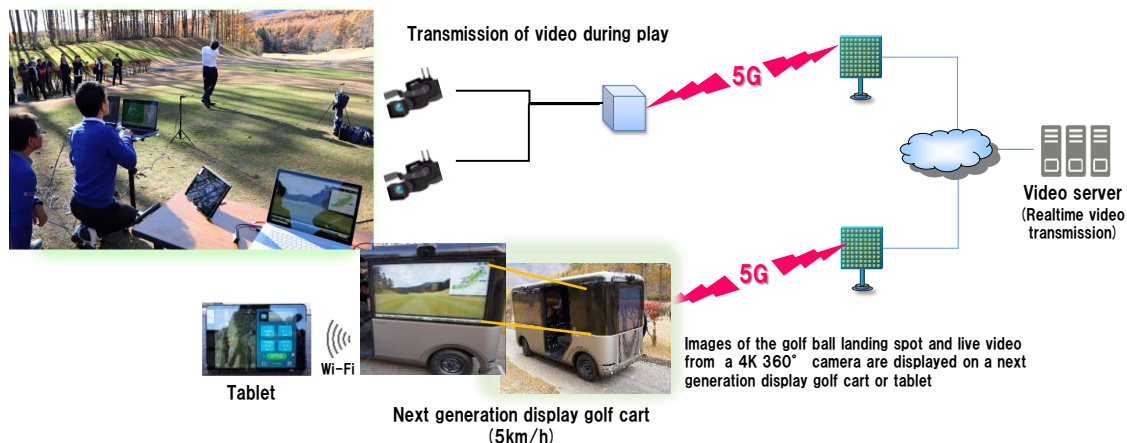 Transmission of video during play
5G
Video server
(Realtime video
transmission)
5G
Wi-Fi
Tablet
Images of the golf ball landing spot and live video
from a 4K 360° camera are displayed on a next
generation display golf cart or tablet
Next generation display golf cart
(5km/h)